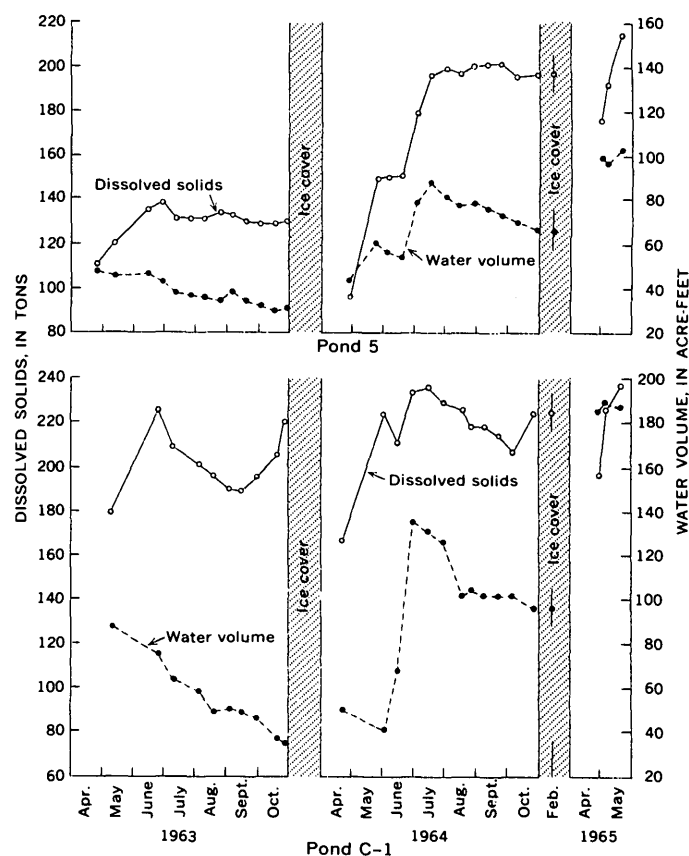 220
200
180
160
140
120
100
80
160
140
120
100
80
60
40
20
Dissolved solids
Water volume
Ice cover
Ice cover
Pond 5
DISSOLVED SOLIDS, IN TONS
WATER VOLUME, IN ACRE-FEET
240
220
200
180
160
140
120
100
80
60
200
180
160
140
120
100
80
60
40
20
Dissolved solids
Water volume
Ice cover
Ice cover
Apr.
May
June
July
Aug.
Sept.
Oct.
Apr.
May
June
July
Aug.
Sept.
Oct.
Feb.
Apr.
May
1963
1964
1965
Pond C-1